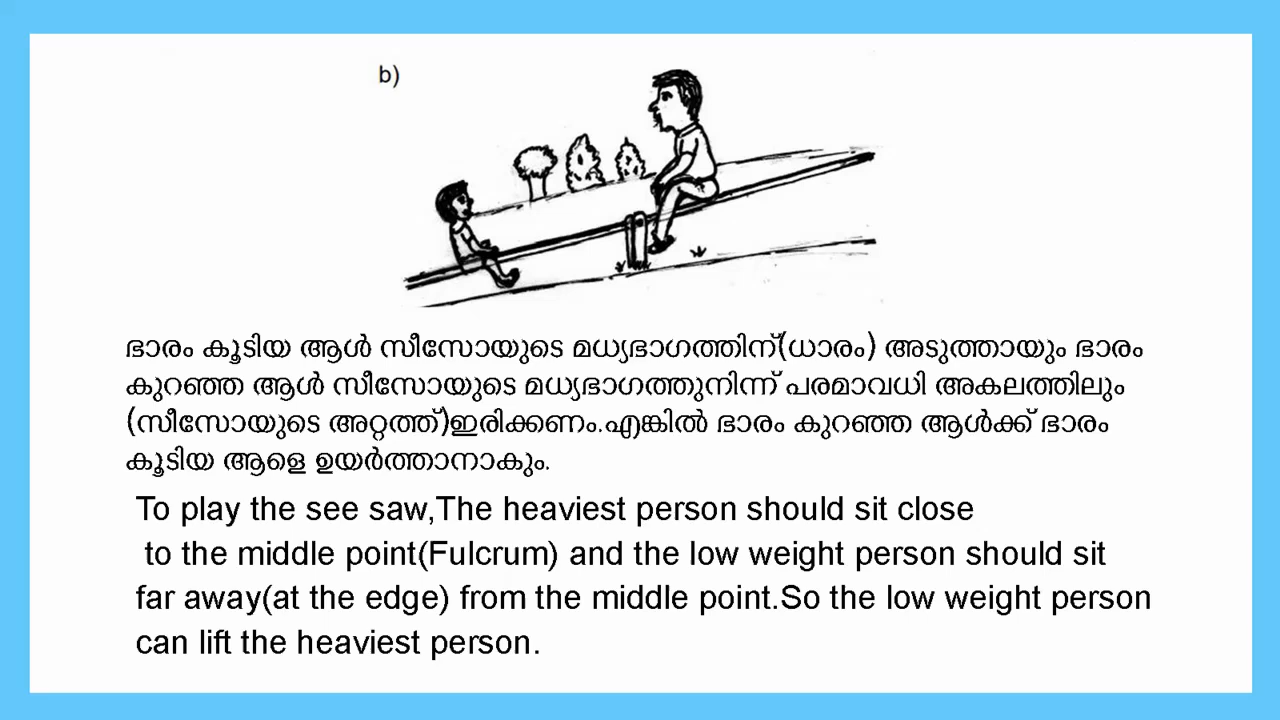 b)
ഭാരം കൂടിയ ആൾ സീസോയുടെ മധ്യഭാഗത്തിന്(ധാരം) അടുത്തായും ഭാരം
കുറഞ്ഞ ആൾ സീസോയുടെ മധ്യഭാഗത്തുനിന്ന് പരമാവധി അകലത്തിലും
(സീസോയുടെ അറ്റത്ത്)ഇരിക്കണം.എങ്കിൽ ഭാരം കുറഞ്ഞ ആൾക്ക് ഭാരം
കൂടിയ ആളെ ഉയർത്താനാകും.
To play the see saw,The heaviest person should sit close
to the middle point(Fulcrum) and the low weight person should sit
far away(at the edge) from the middle point.So the low weight person
can lift the heaviest person.